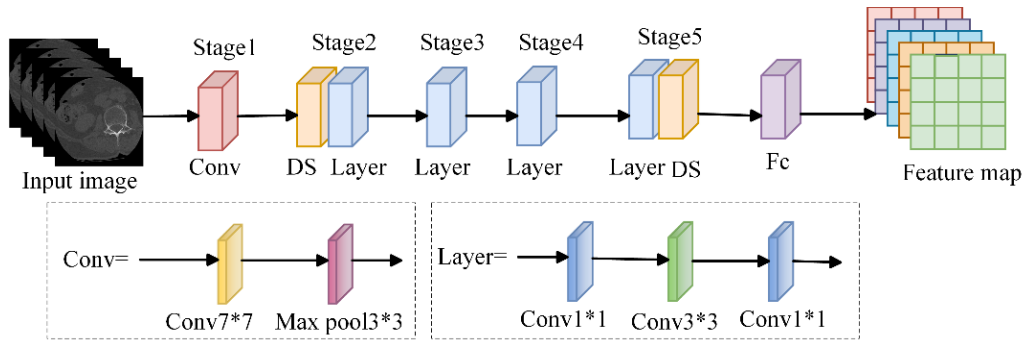 Stage1
Stage2
Stage3
Stage4
Stage5
Input image
Conv
DS
Layer
Layer
Layer
Layer
DS
Fc
Feature map
Conv=
Conv7*7
Max pool3*3
Layer=
Conv1*1
Conv3*3
Conv1*1